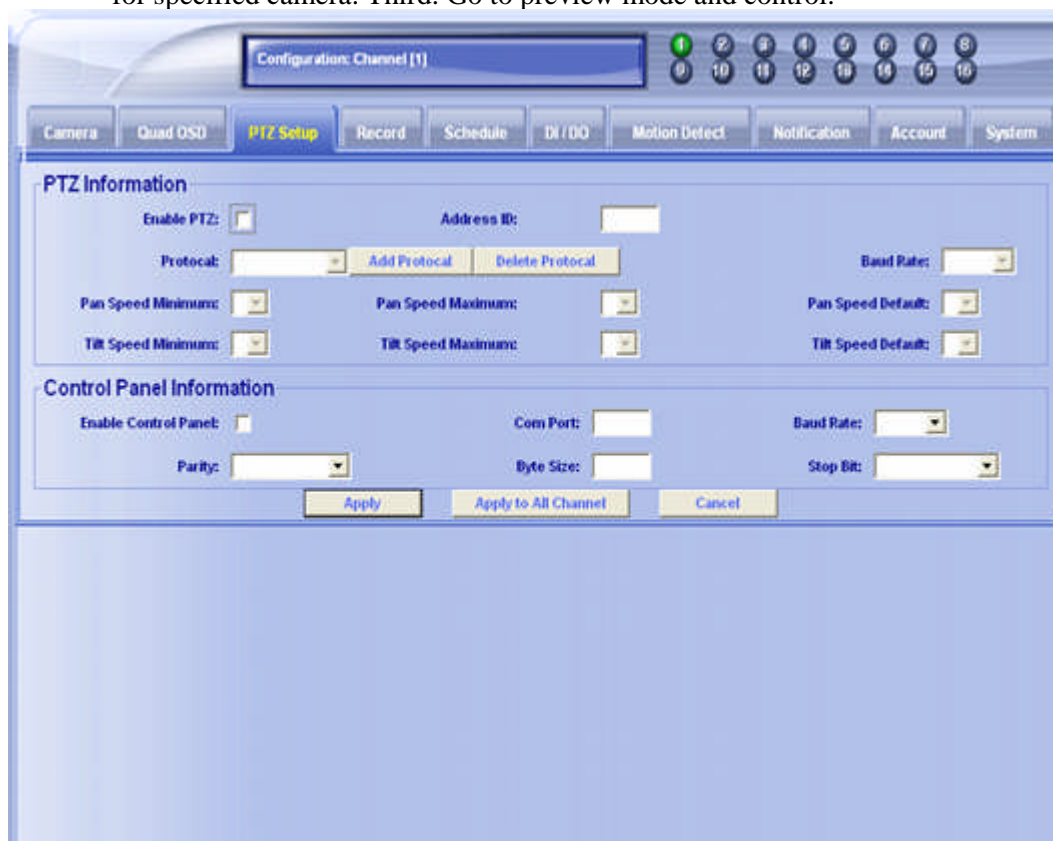 for specified camera. Third: Go to preview mode and control.
Configuration: Channel [1]
1 2 3 4 5 6 7 8
9 10 11 12 13 14 15 16
Camera Quad OSD PTZ Setup Record Schedule DI / DO Motion Detect Notification Account System
PTZ Information
Enable PTZ: Address ID:
Protocal: Add Protocal Delete Protocal Baud Rate:
Pan Speed Minimum: Pan Speed Maximum: Pan Speed Default:
Tilt Speed Minimum: Tilt Speed Maximum: Tilt Speed Default:
Control Panel Information
Enable Control Panel: Com Port: Baud Rate:
Parity: Byte Size: Stop Bit:
Apply Apply to All Channel Cancel